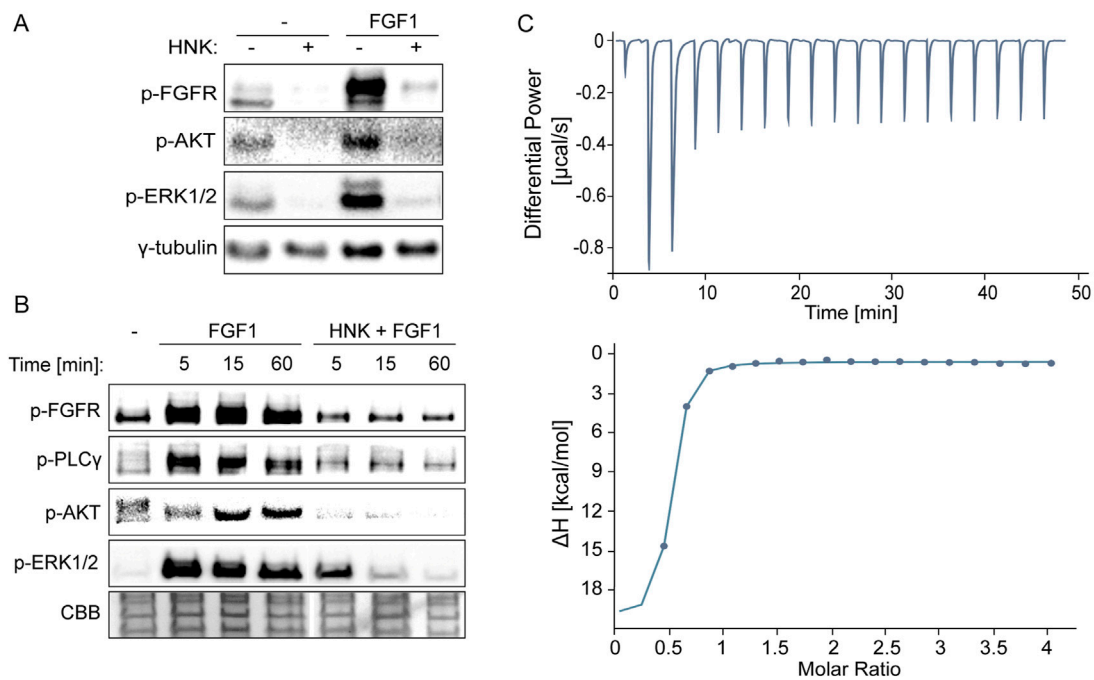 A
- FGF1
HNK: - + - +
p-FGFR
p-AKT
p-ERK1/2
γ-tubulin
B
- FGF1 HNK + FGF1
Time [min]: 5 15 60 5 15 60
p-FGFR
p-PLCγ
p-AKT
p-ERK1/2
CBB
C
Differential Power
[µcal/s]
0
-0.2
-0.4
-0.6
-0.8
0 10 20 30 40 50
Time [min]
ΔH [kcal/mol]
0
3
6
9
12
15
18
0 0.5 1 1.5 2 2.5 3 3.5 4
Molar Ratio